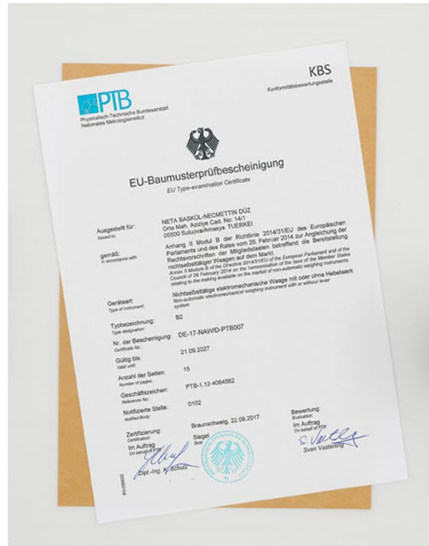 PTB
Physikalisch-Technische Bundesanstalt
Nationales Metrologieinstitut
KBS
Konformitätsbewertungsstelle
EU-Baumusterprüfbescheinigung
EU Type-examination Certificate
Ausgestellt für:
Issued to:
NETA BASKÜL-NECMETTIN DÜZ
Orta Mah. Aziziye Cad. No: 14/1
05500 Suluova/Amasya TUERKEI
gemäß:
In accordance with
Anhang II Modul B der Richtlinie 2014/31/EU des Europäischen
Parlaments und des Rates vom 26. Februar 2014 zur Angleichung der
Rechtsvorschriften der Mitgliedstaaten betreffend die Bereitstellung
nichtselbsttätiger Waagen auf dem Markt.
Annex II Module B of the Directive 2014/31/EU of the European Parliament and of the
Council of 26 February 2014 on the harmonisation of the laws of the Member States
relating to the making available on the market of non-automatic weighing instruments.
Geräteart:
Type of instrument:
Nichtselbsttätige elektromechanische Waage mit oder ohne Hebelwerk
Non-automatic electromechanical weighing instrument with or without lever
system
Typbezeichnung:
Type designation:
B2
Nr. der Bescheinigung:
Certificate No.:
DE-17-NAWID-PTB007
Gültig bis:
Valid until:
21.09.2027
Anzahl der Seiten:
Number of pages:
15
Geschäftszeichen:
Reference No.:
PTB-1.12-4084562
Notifizierte Stelle:
Notified Body:
0102
Zertifizierung:
Certification:
Im Auftrag
On behalf of PTB
Braunschweig, 22.09.2017
Siegel
Seal
Bewertung:
Evaluation:
Im Auftrag
On behalf of PTB
Dipl.-Ing. K. Schulz